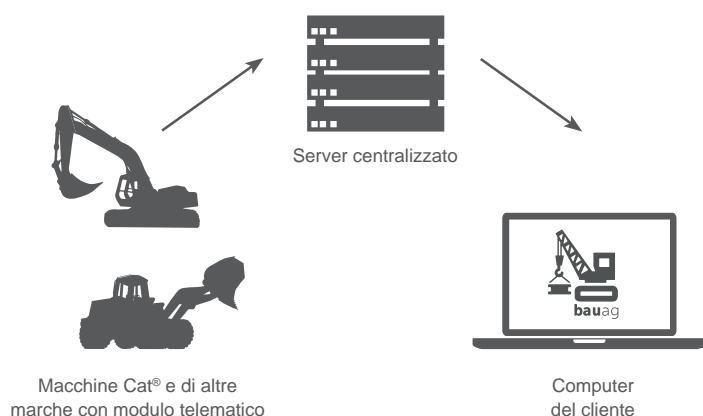 Server centralizzato
bauag
Macchine Cat® e di altre
marche con modulo telematico
Computer
del cliente